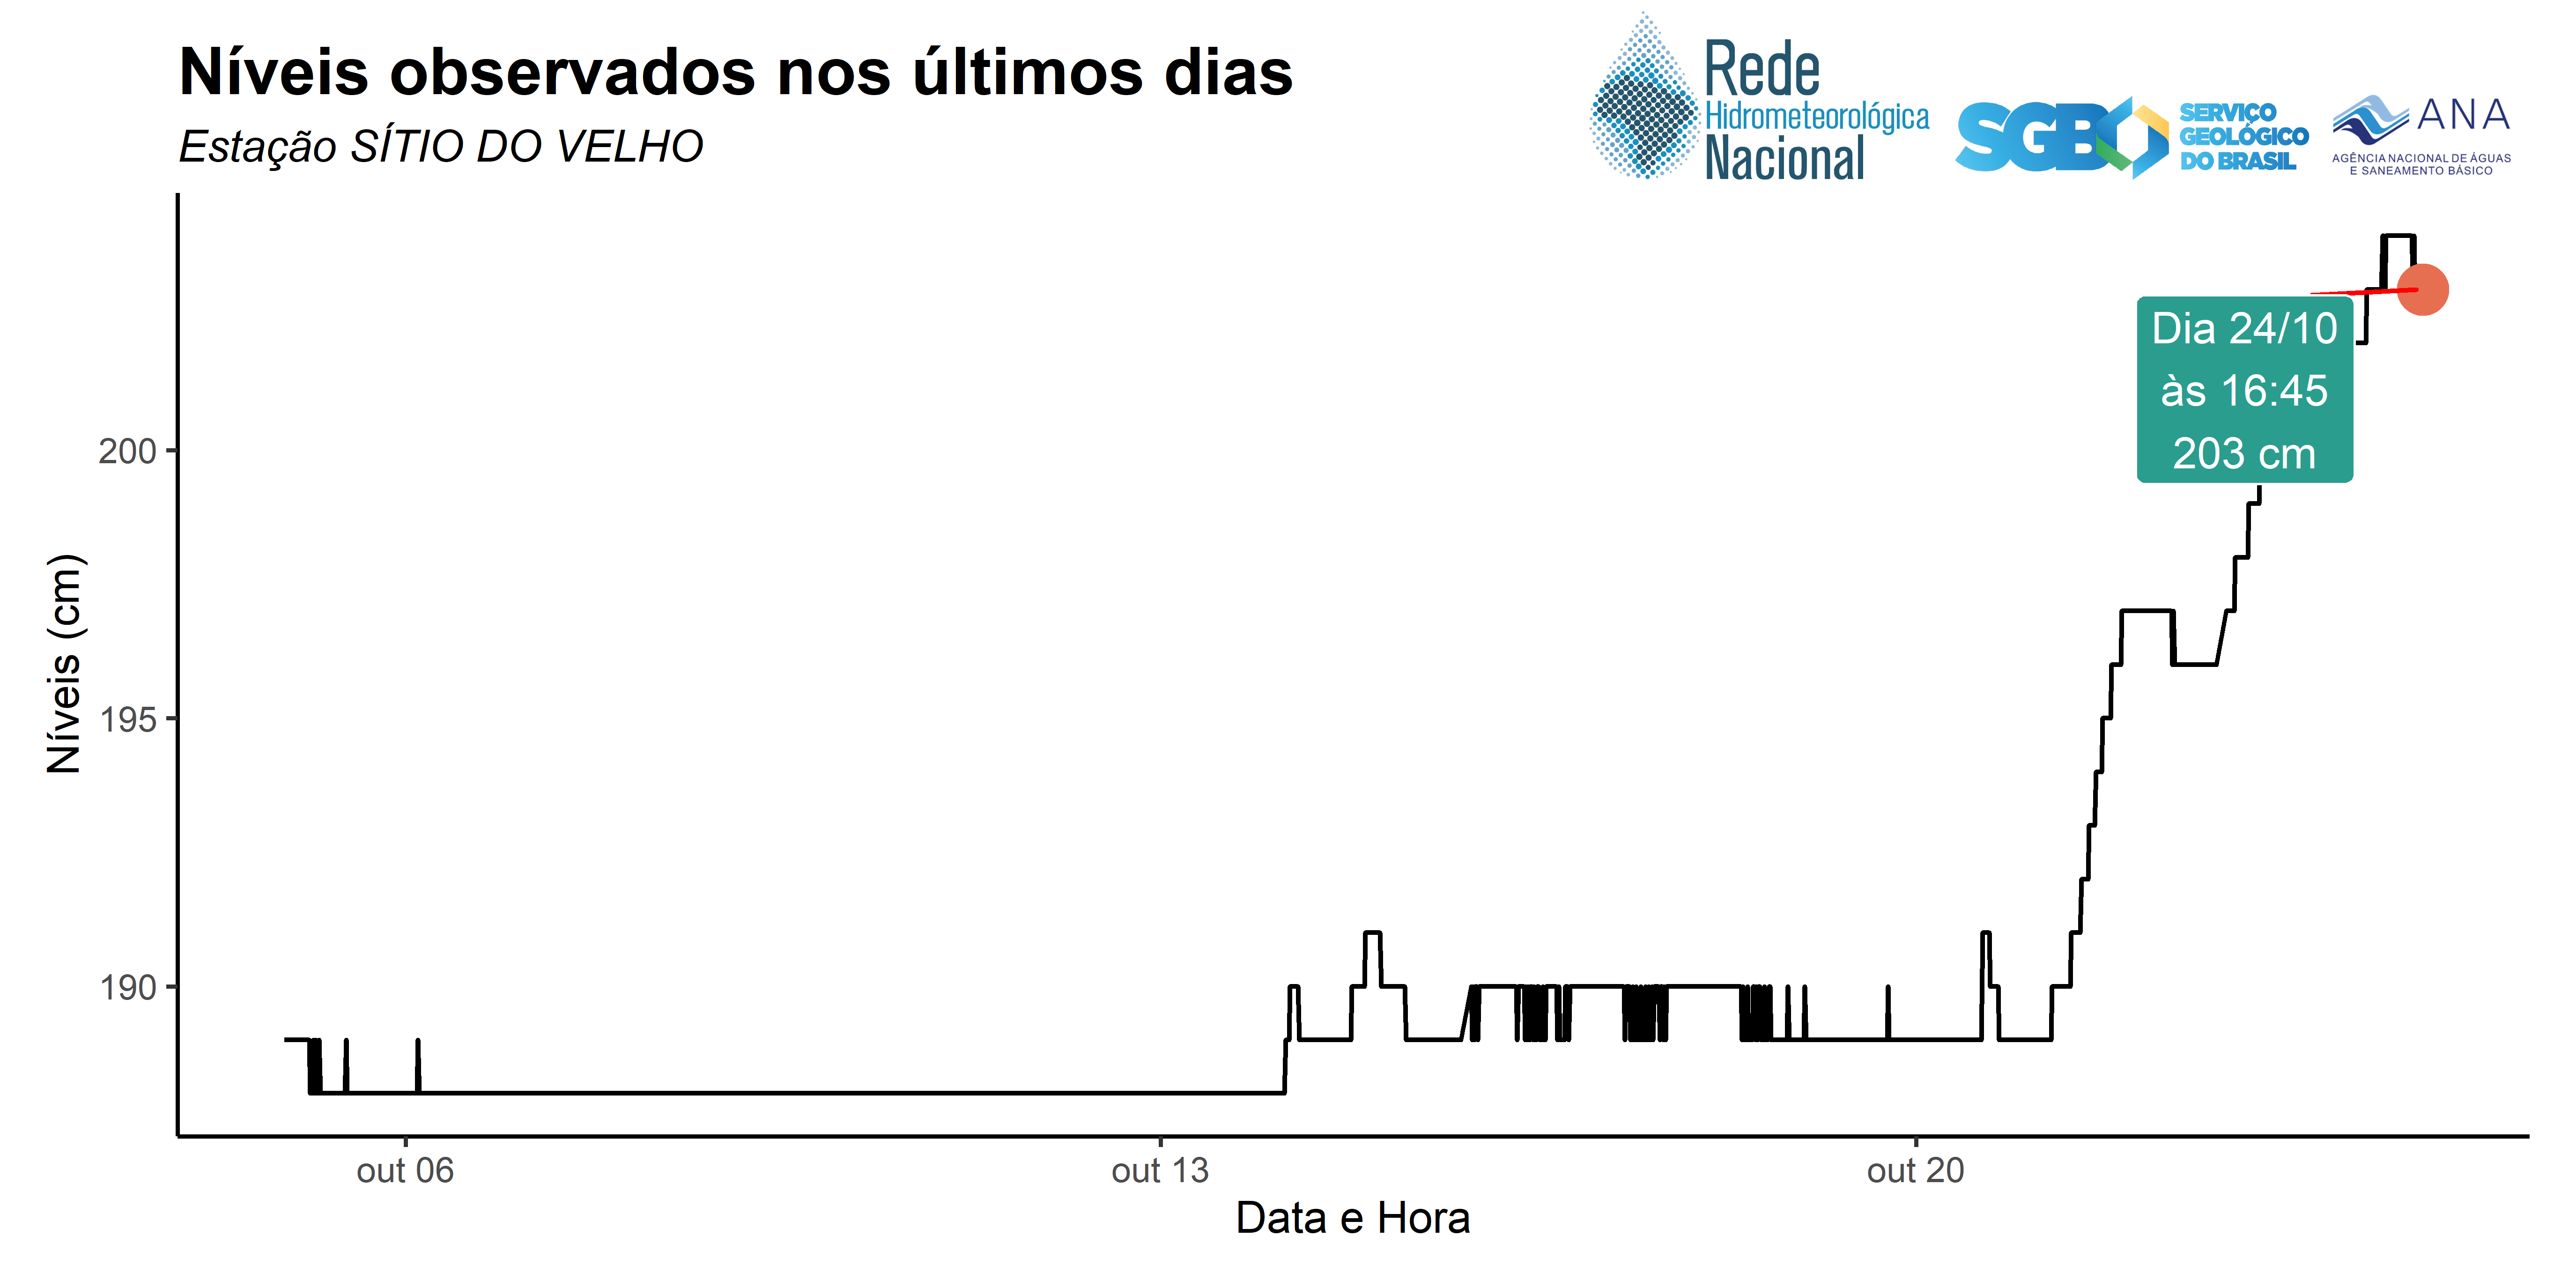 Níveis observados nos últimos dias
Estação SÍTIO DO VELHO
Rede
Hidrometeorológica
Nacional
SGB
SERVIÇO
GEOLÓGICO
DO BRASIL
ANA
AGÊNCIA NACIONAL DE ÁGUAS
E SANEAMENTO BÁSICO
Dia 24/10
às 16:45
203 cm
200
195
190
Níveis (cm)
out 06
out 13
out 20
Data e Hora